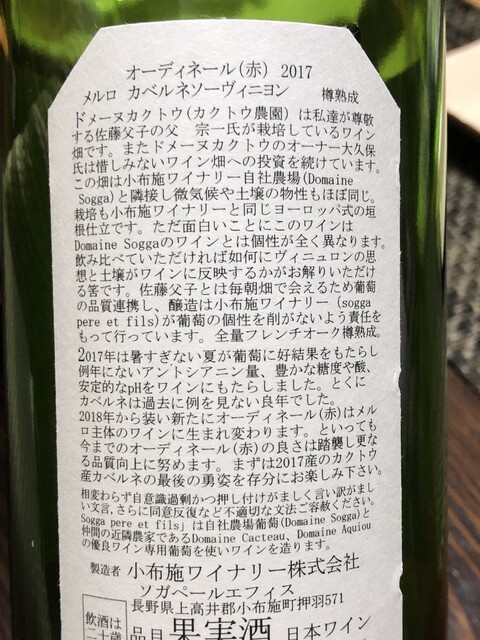 オーディネール(赤) 2017
メルロ カベルネソーヴィニヨン 樽熟成
ドメーヌカクトウ(カクトウ農園) は私達が尊敬
する佐藤父子の父 宗一氏が栽培しているワイン
畑です。またドメーヌカクトウのオーナー大久保
氏は惜しみないワイン畑への投資を続けています。
この畑は小布施ワイナリー自社農場(Domaine
Sogga)と隣接し微気候や土壌の物性もほぼ同じ。
栽培も小布施ワイナリーと同じヨーロッパ式の垣
根仕立です。ただ面白いことにこのワインは
Domaine Soggaのワインとは個性が全く異なります。
飲み比べていただければ如何にヴィニュロンの思
想と土壌がワインに反映するかがお解りいただけ
る筈です。佐藤父子とは毎朝畑で会えるため葡萄
の品質連携し、醸造は小布施ワイナリー (sogga
pere et fils)が葡萄の個性を削がないよう責任を
もって行っています。全量フレンチオーク樽熟成。
2017年は暑すぎない夏が葡萄に好結果をもたらし
例年にないアントシアニン量、豊かな糖度や酸、
安定的なpHをワインにもたらしました。とくに
カベルネは過去に例を見ない良年でした。
2018年から装い新たにオーディネール(赤)はメル
ロ主体のワインに生まれ変わります。といっても
今までのオーディネール(赤)の良さは踏襲し更な
る品質向上に努めます。まずは2017産のカクトウ
産カベルネの最後の勇姿を存分にお楽しみ下さい。
相変わらず自意識過剰かつ押し付けがましく言い訳がまし
い文言、さらに同意反復など不適切な文法ご容赦ください。
Sogga pere et fils」は自社農場葡萄(Domaine Sogga)と
仲間の近隣農家であるDomaine Cacteau、Domaine Aquiou
の優良ワイン専用葡萄を使いワインを造ります。
製造者 小布施ワイナリー株式会社
ソガペールエフィス
長野県上高井郡小布施町押羽571
飲酒は
二十歳
品目 果実酒 日本ワイン